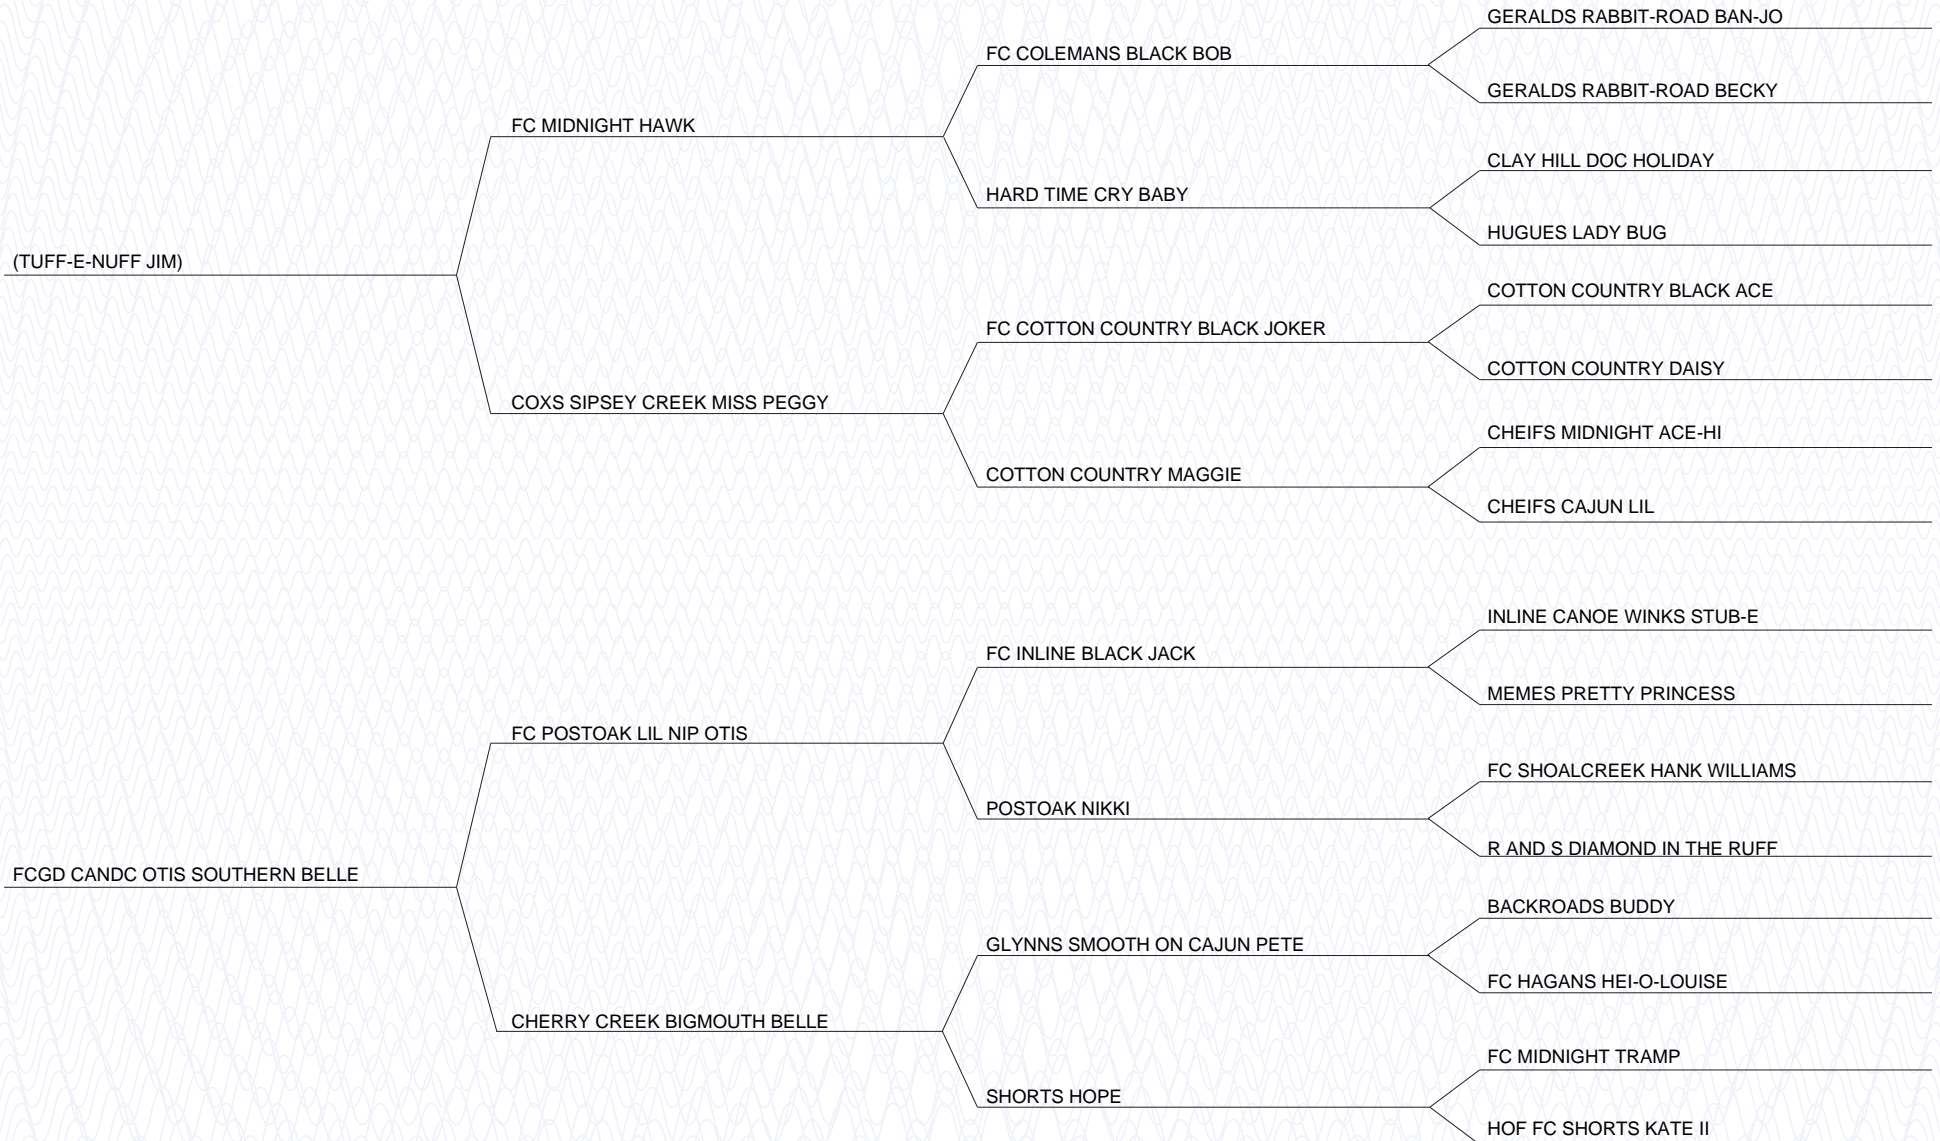 GERALDS RABBIT-ROAD BAN-JO
FC COLEMANS BLACK BOB
GERALDS RABBIT-ROAD BECKY
FC MIDNIGHT HAWK
CLAY HILL DOC HOLIDAY
HARD TIME CRY BABY
HUGUES LADY BUG
(TUFF-E-NUFF JIM)
COTTON COUNTRY BLACK ACE
FC COTTON COUNTRY BLACK JOKER
COTTON COUNTRY DAISY
COXS SIPSEY CREEK MISS PEGGY
CHEIFS MIDNIGHT ACE-HI
COTTON COUNTRY MAGGIE
CHEIFS CAJUN LIL
INLINE CANOE WINKS STUB-E
FC INLINE BLACK JACK
MEMES PRETTY PRINCESS
FC POSTOAK LIL NIP OTIS
FC SHOALCREEK HANK WILLIAMS
POSTOAK NIKKI
R AND S DIAMOND IN THE RUFF
FCGD CANDC OTIS SOUTHERN BELLE
BACKROADS BUDDY
GLYNNS SMOOTH ON CAJUN PETE
FC HAGANS HEI-O-LOUISE
CHERRY CREEK BIGMOUTH BELLE
FC MIDNIGHT TRAMP
SHORTS HOPE
HOF FC SHORTS KATE II